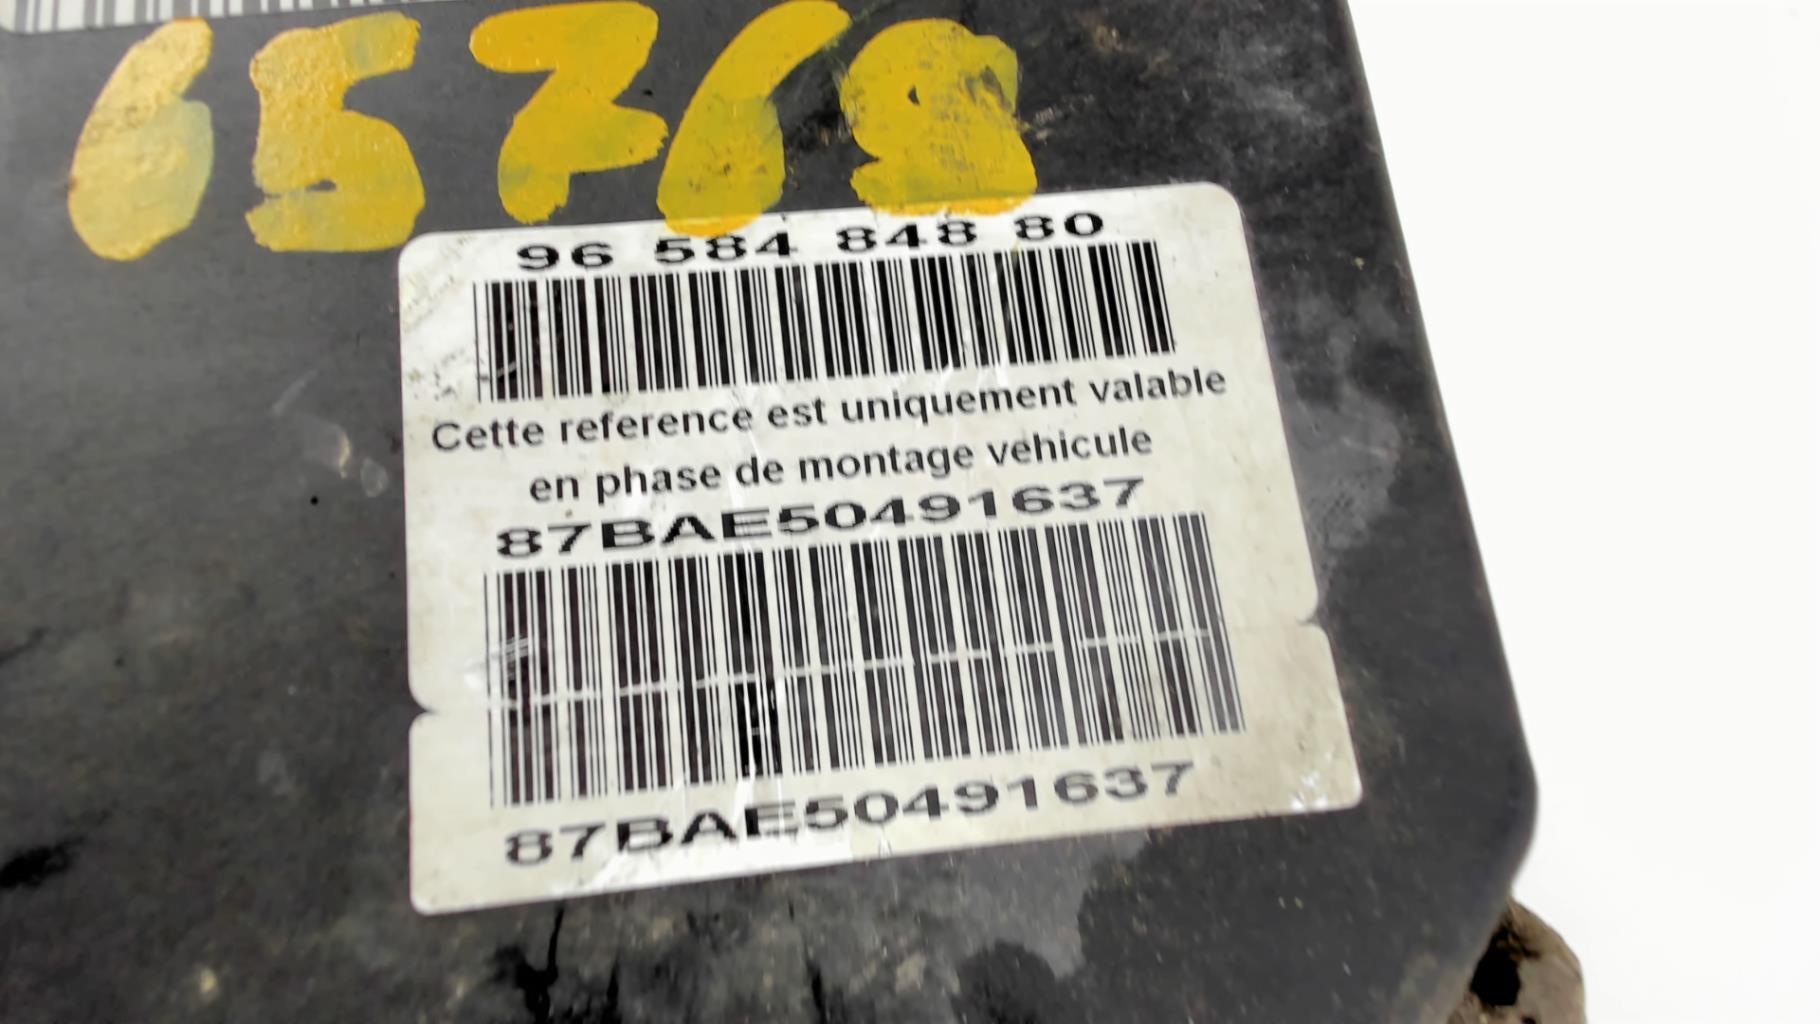 65768
96 584 848 80
Cette reference est uniquement valable
en phase de montage vehicule
87BAE50491637
87BAE50491637